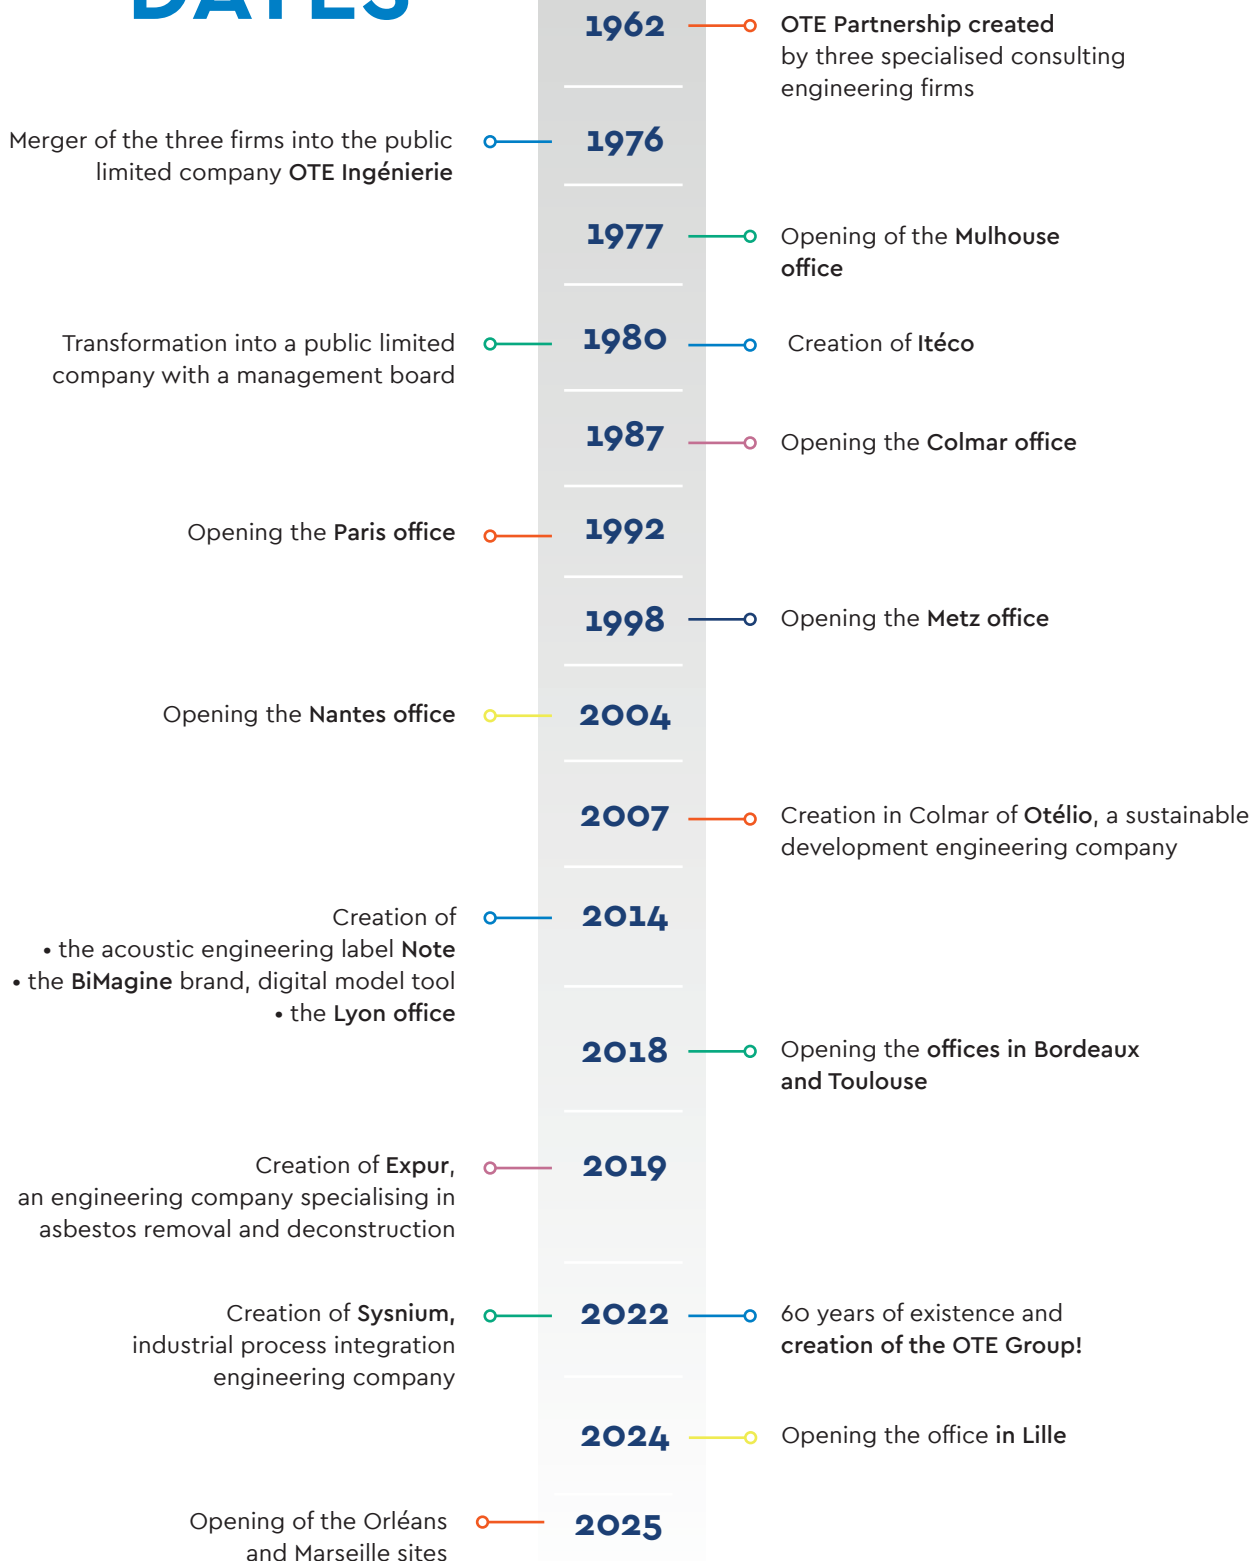 DATES
1962
OTE Partnership created
by three specialised consulting
engineering firms
Merger of the three firms into the public
limited company OTE Ingénierie
1976
1977
Opening of the Mulhouse
office
Transformation into a public limited
company with a management board
1980
Creation of Itéco
1987
Opening the Colmar office
Opening the Paris office
1992
1998
Opening the Metz office
Opening the Nantes office
2004
2007
Creation in Colmar of Otélio, a sustainable
development engineering company
Creation of
• the acoustic engineering label Note
• the BiMagine brand, digital model tool
• the Lyon office
2014
2018
Opening the offices in Bordeaux
and Toulouse
Creation of Expur,
an engineering company specialising in
asbestos removal and deconstruction
2019
Creation of Sysnium,
industrial process integration
engineering company
2022
60 years of existence and
creation of the OTE Group!
2024
Opening the office in Lille
Opening of the Orléans
and Marseille sites
2025